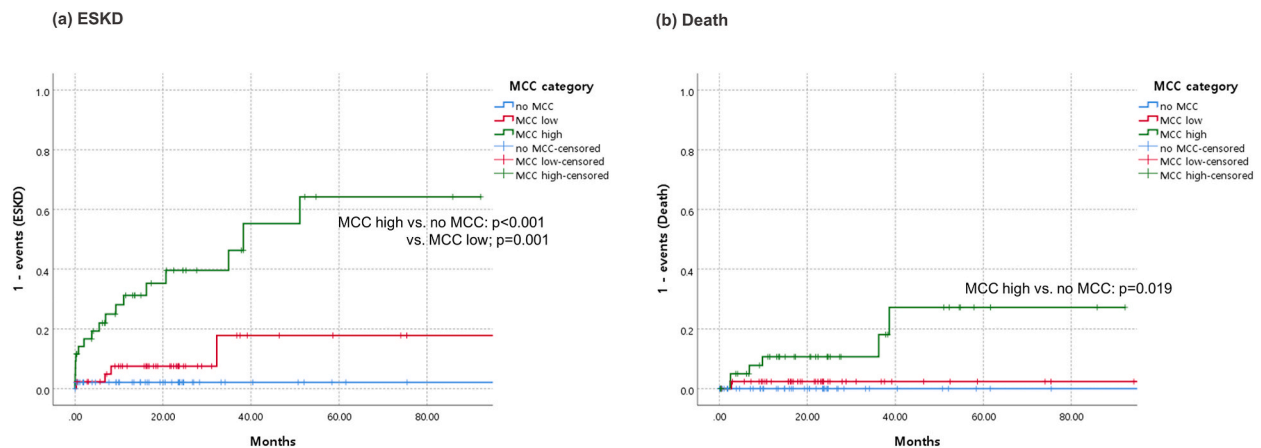 (a) ESKD
1 - events (ESKD)
1.0
0.8
0.6
0.4
0.2
0.0
.00 20.00 40.00 60.00 80.00
Months
MCC category
no MCC
MCC low
MCC high
no MCC-censored
MCC low-censored
MCC high-censored
MCC high vs. no MCC: p<0.001
vs. MCC low; p=0.001
(b) Death
1 - events (Death)
1.0
0.8
0.6
0.4
0.2
0.0
.00 20.00 40.00 60.00 80.00
Months
MCC category
no MCC
MCC low
MCC high
no MCC-censored
MCC low-censored
MCC high-censored
MCC high vs. no MCC: p=0.019